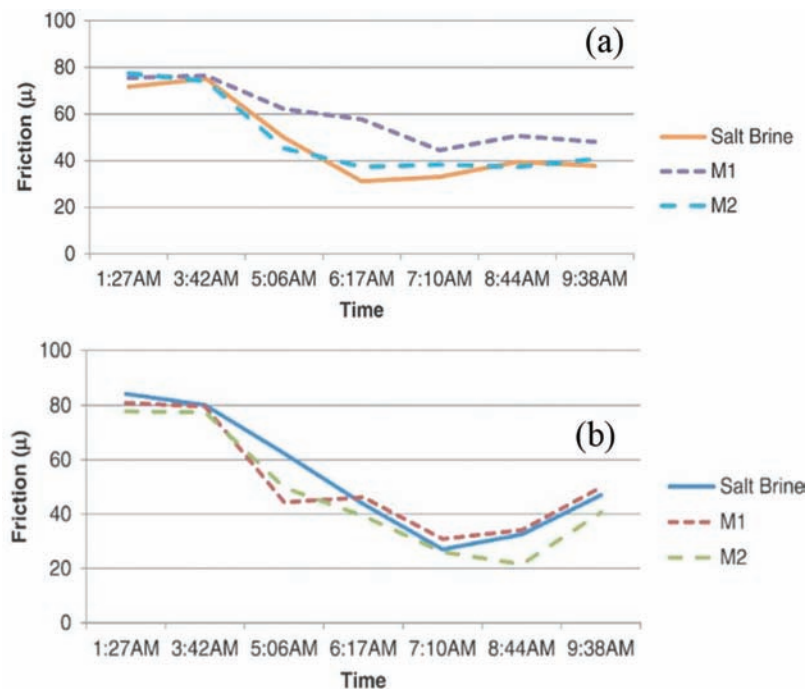 100
(a)
80
60
40
20
0
Friction (μ)
Salt Brine
M1
M2
1:27AM 3:42AM 5:06AM 6:17AM 7:10AM 8:44AM 9:38AM
Time
100
80
(b)
60
40
20
0
Friction (μ)
Salt Brine
M1
M2
1:27AM 3:42AM 5:06AM 6:17AM 7:10AM 8:44AM 9:38AM
Time